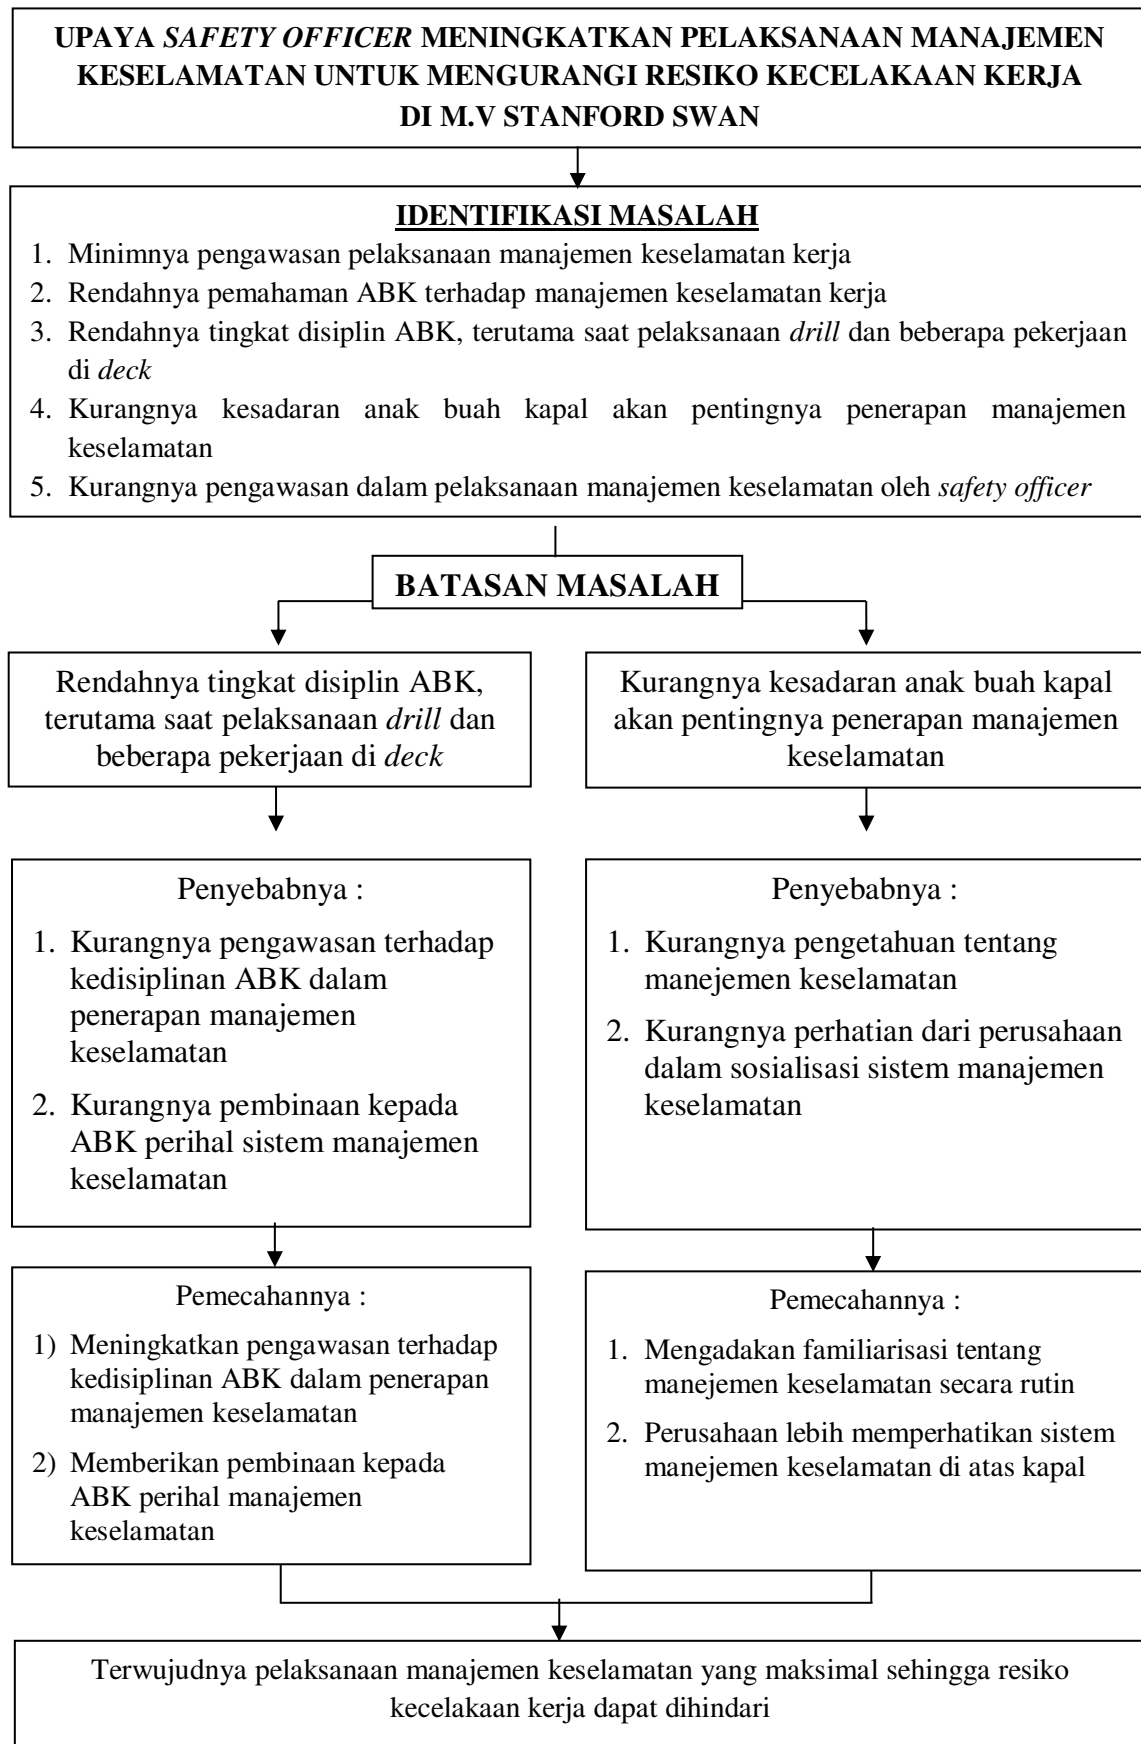 UPAYA SAFETY OFFICER MENINGKATKAN PELAKSANAAN MANAJEMEN
KESELAMATAN UNTUK MENGURANGI RESIKO KECELAKAAN KERJA
DI M.V STANFORD SWAN
IDENTIFIKASI MASALAH
1. Minimnya pengawasan pelaksanaan manajemen keselamatan kerja
2. Rendahnya pemahaman ABK terhadap manajemen keselamatan kerja
3. Rendahnya tingkat disiplin ABK, terutama saat pelaksanaan drill dan beberapa pekerjaan
di deck
4. Kurangnya kesadaran anak buah kapal akan pentingnya penerapan manajemen
keselamatan
5. Kurangnya pengawasan dalam pelaksanaan manajemen keselamatan oleh safety officer
BATASAN MASALAH
Rendahnya tingkat disiplin ABK,
terutama saat pelaksanaan drill dan
beberapa pekerjaan di deck
Kurangnya kesadaran anak buah kapal
akan pentingnya penerapan manajemen
keselamatan
Penyebabnya :
1. Kurangnya pengawasan terhadap
kedisiplinan ABK dalam
penerapan manajemen
keselamatan
2. Kurangnya pembinaan kepada
ABK perihal sistem manajemen
keselamatan
Penyebabnya :
1. Kurangnya pengetahuan tentang
manejemen keselamatan
2. Kurangnya perhatian dari perusahaan
dalam sosialisasi sistem manajemen
keselamatan
Pemecahannya :
1) Meningkatkan pengawasan terhadap
kedisiplinan ABK dalam penerapan
manajemen keselamatan
2) Memberikan pembinaan kepada
ABK perihal manajemen
keselamatan
Pemecahannya :
1. Mengadakan familiarisasi tentang
manejemen keselamatan secara rutin
2. Perusahaan lebih memperhatikan sistem
manejemen keselamatan di atas kapal
Terwujudnya pelaksanaan manajemen keselamatan yang maksimal sehingga resiko
kecelakaan kerja dapat dihindari